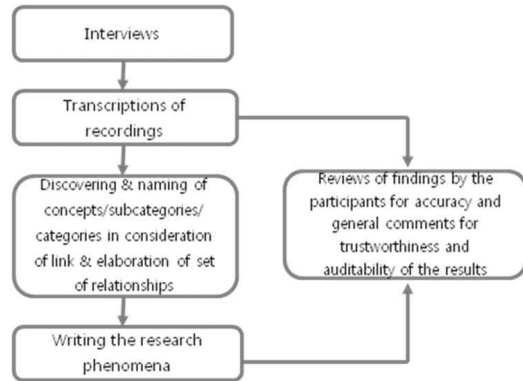 Interviews
Transcriptions of
recordings
Discovering & naming of
concepts/subcategories/
categories in consideration
of link & elaboration of set
of relationships
Writing the research
phenomena
Reviews of findings by the
participants for accuracy and
general comments for
trustworthiness and
auditability of the results